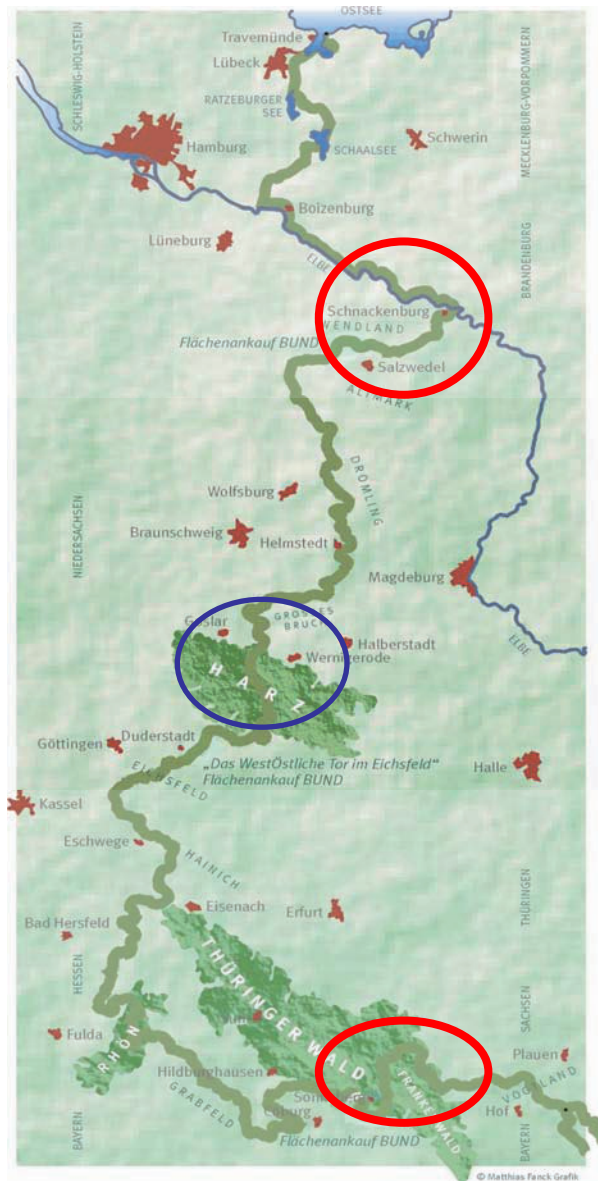 OSTSEE
Travemünde
Lübeck
SCHLESWIG-HOLSTEIN
MECKLENBURG-VORPOMMERN
RATZEBURGER
SEE
Schwerin
Hamburg
SCHAALSEE
Boizenburg
Lüneburg
ELBE
BRANDENBURG
Schnackenburg
WENDLAND
Flächenankauf BUND
Salzwedel
ALTMARK
DRÖMLING
Wolfsburg
Braunschweig
Helmstedt
NIEDERSACHSEN
Magdeburg
GROSSES
BRUCH
Goslar
Halberstadt
Wernigerode
ELBE
HARZ
Duderstadt
Göttingen
„Das WestÖstliche Tor im Eichsfeld"
Flächenankauf BUND
Halle
EICHSFELD
Kassel
Eschwege
HAINICH
THÜRINGEN
Eisenach
Erfurt
Bad Hersfeld
HESSEN
THÜRINGER WALD
SACHSEN
Fulda
RHÖN
Plauen
Hildburghausen
GRABFELD
FRANKENWALD
VOGTLAND
Coburg
Hof
Flächenankauf BUND
BAYERN
BAYERN
© Matthias Fanck Grafik